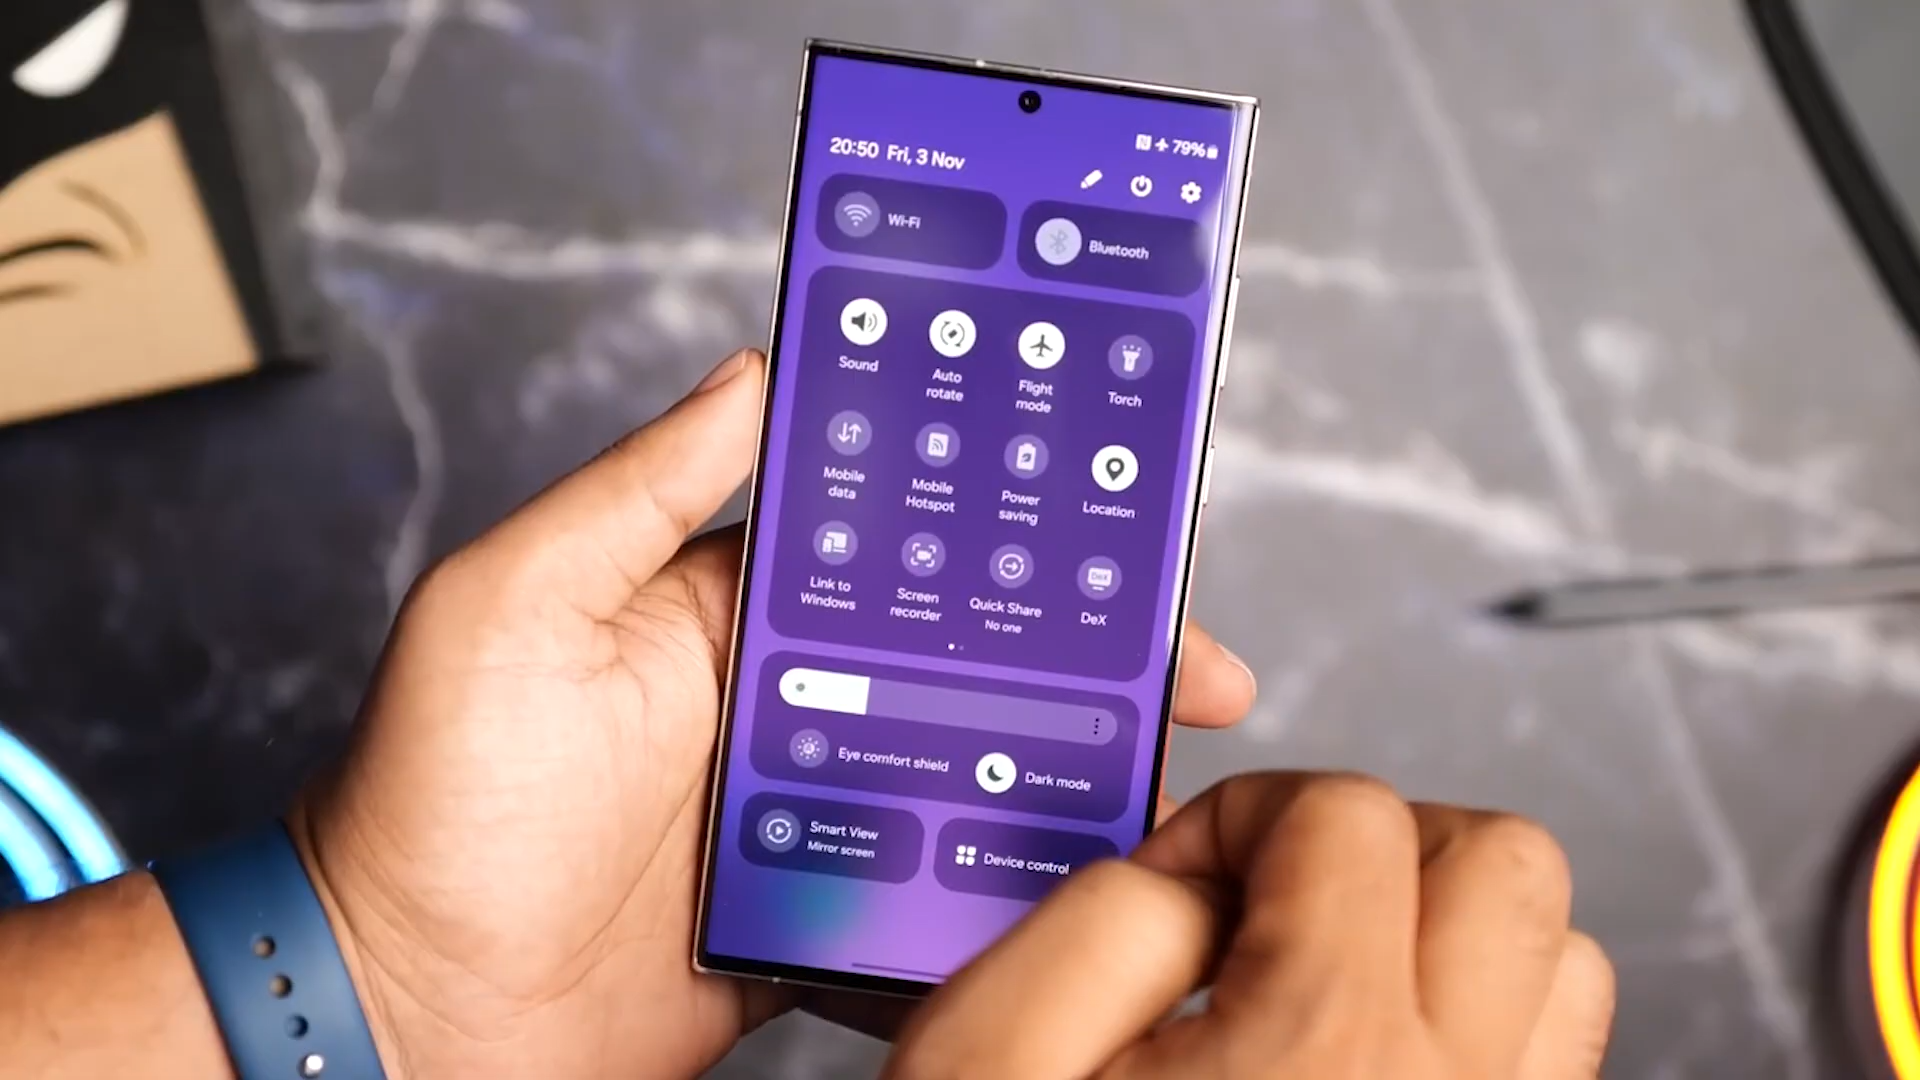 20:50 Fri, 3 Nov
79%
Wi-Fi
Bluetooth
Sound
Auto
rotate
Flight
mode
Torch
Mobile
data
Mobile
Hotspot
Power
saving
Location
Link to
Windows
Screen
recorder
Quick Share
No one
DeX
DeX
Eye comfort shield
Dark mode
Smart View
Mirror screen
Device control